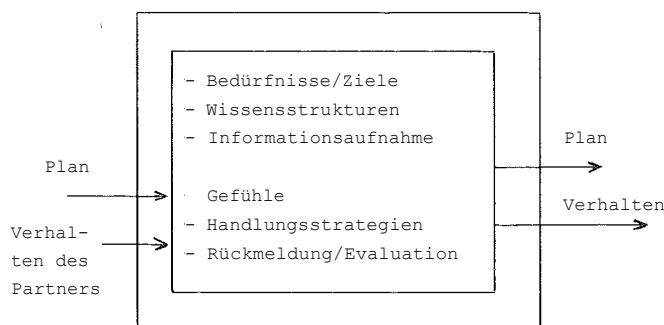 - Bedürfnisse/Ziele
- Wissensstrukturen
- Informationsaufnahme
Gefühle
- Handlungsstrategien
- Rückmeldung/Evaluation
Plan
Verhal-
ten des
Partners
Plan
Verhalten